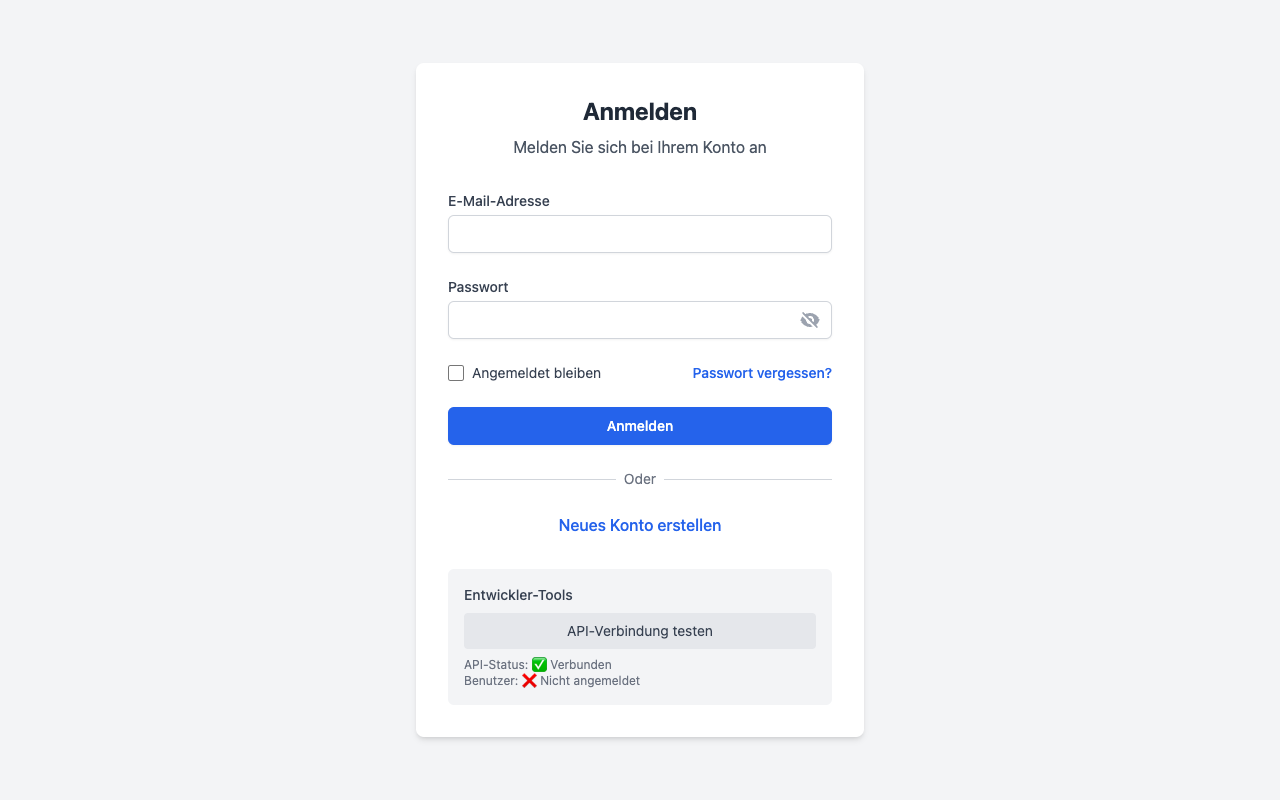 Anmelden
Melden Sie sich bei Ihrem Konto an
E-Mail-Adresse
Passwort
Angemeldet bleiben
Passwort vergessen?
Anmelden
Oder
Neues Konto erstellen
Entwickler-Tools
API-Verbindung testen
API-Status: ✅ Verbunden
Benutzer: ❌ Nicht angemeldet